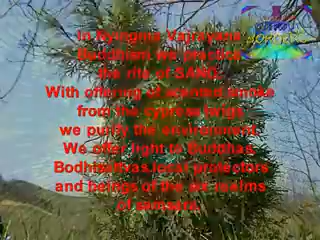 In Nyingma Vajrayana
Buddhism we practice
the rite of SANG.
With offering of scented smoke
from the cypress twigs
we purify the environment.
We offer light to Buddhas,
Bodhisattvas,local protectors
and beings of the six realms
of samsara.